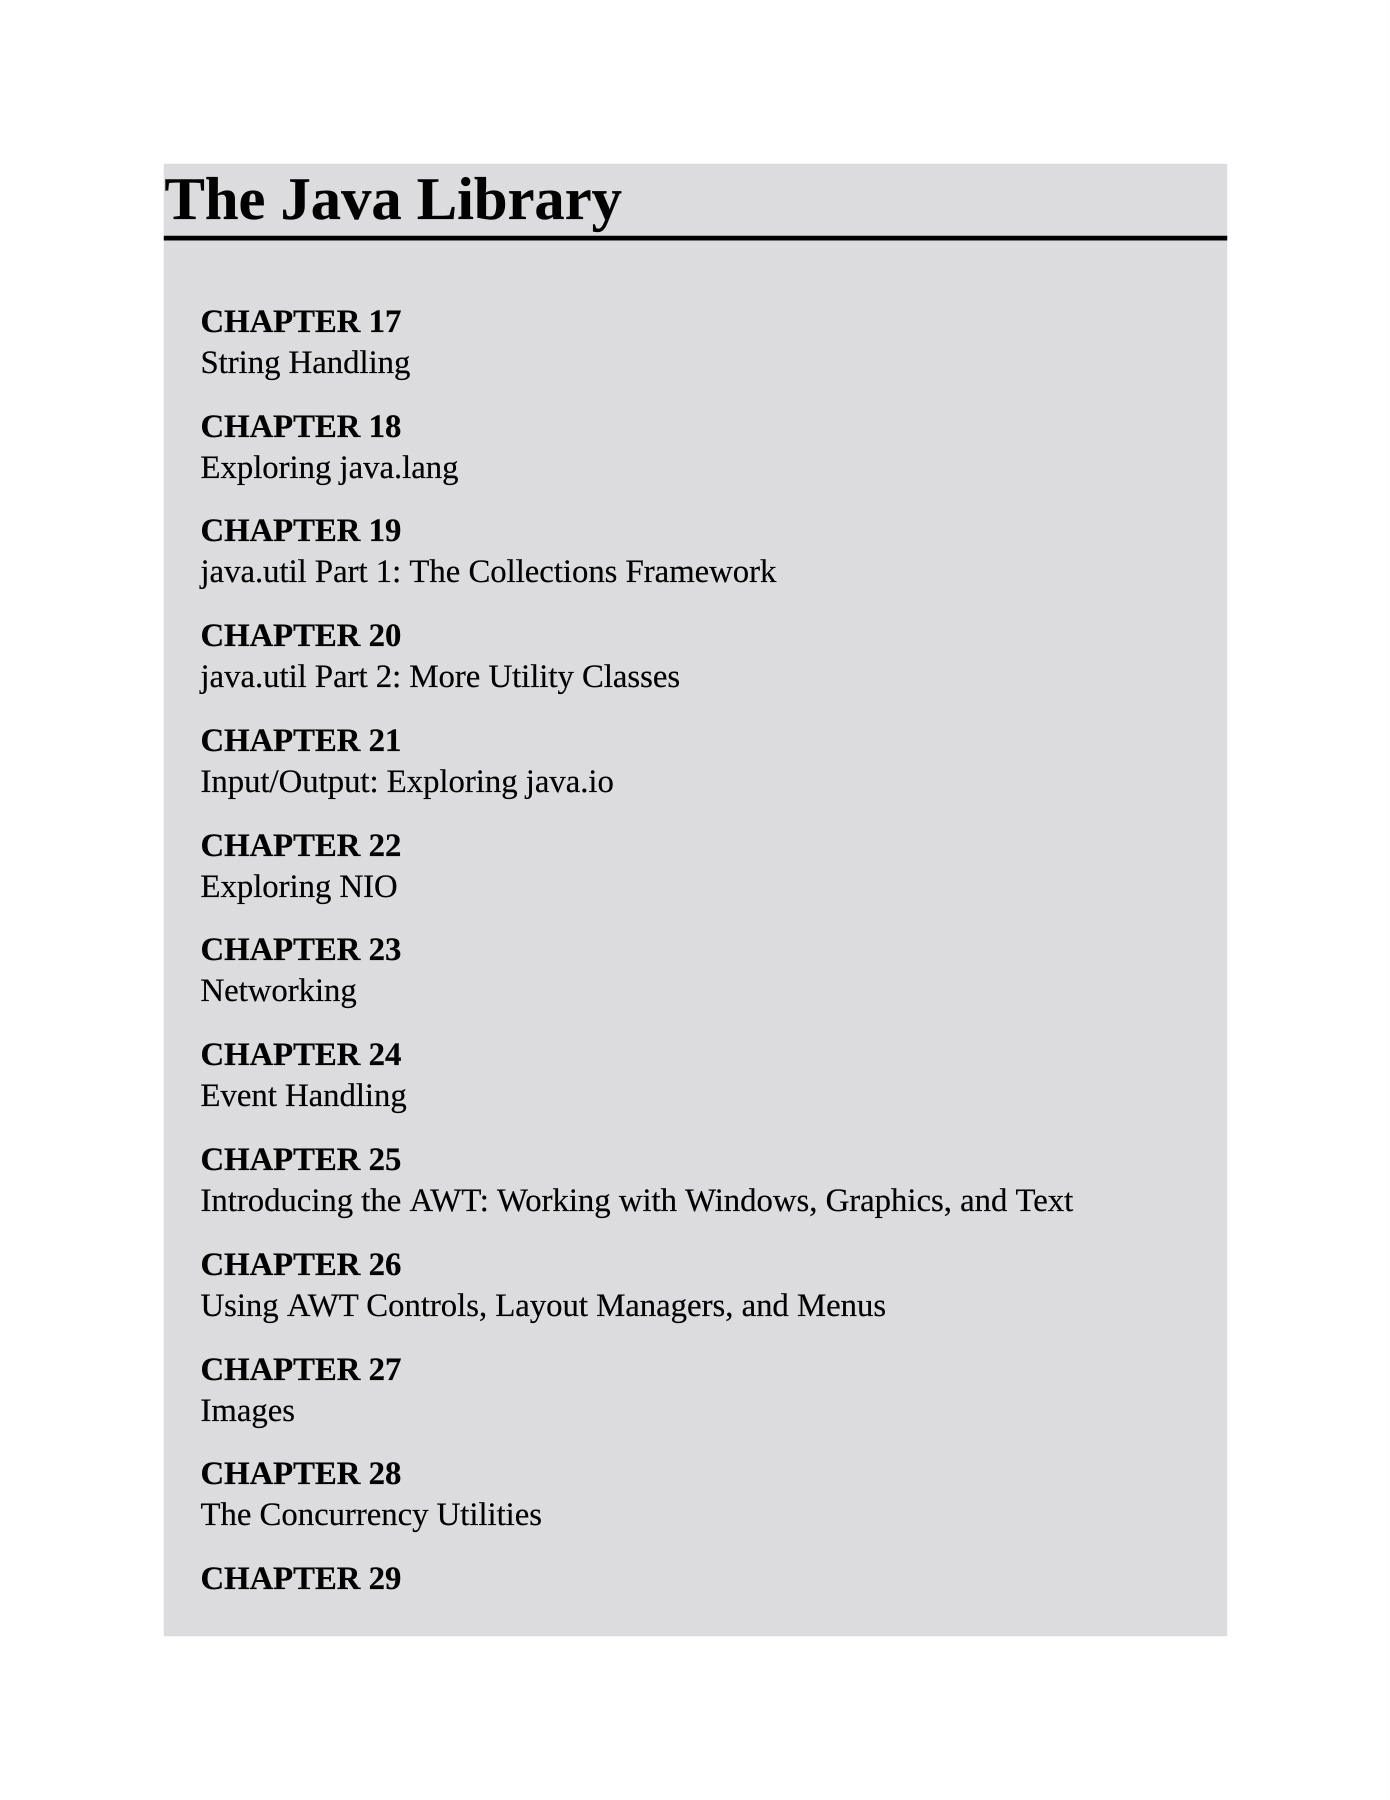 The Java Library
CHAPTER 17
String Handling
CHAPTER 18
Exploring java.lang
CHAPTER 19
java.util Part 1: The Collections Framework
CHAPTER 20
java.util Part 2: More Utility Classes
CHAPTER 21
Input/Output: Exploring java.io
CHAPTER 22
Exploring NIO
CHAPTER 23
Networking
CHAPTER 24
Event Handling
CHAPTER 25
Introducing the AWT: Working with Windows, Graphics, and Text
CHAPTER 26
Using AWT Controls, Layout Managers, and Menus
CHAPTER 27
Images
CHAPTER 28
The Concurrency Utilities
CHAPTER 29